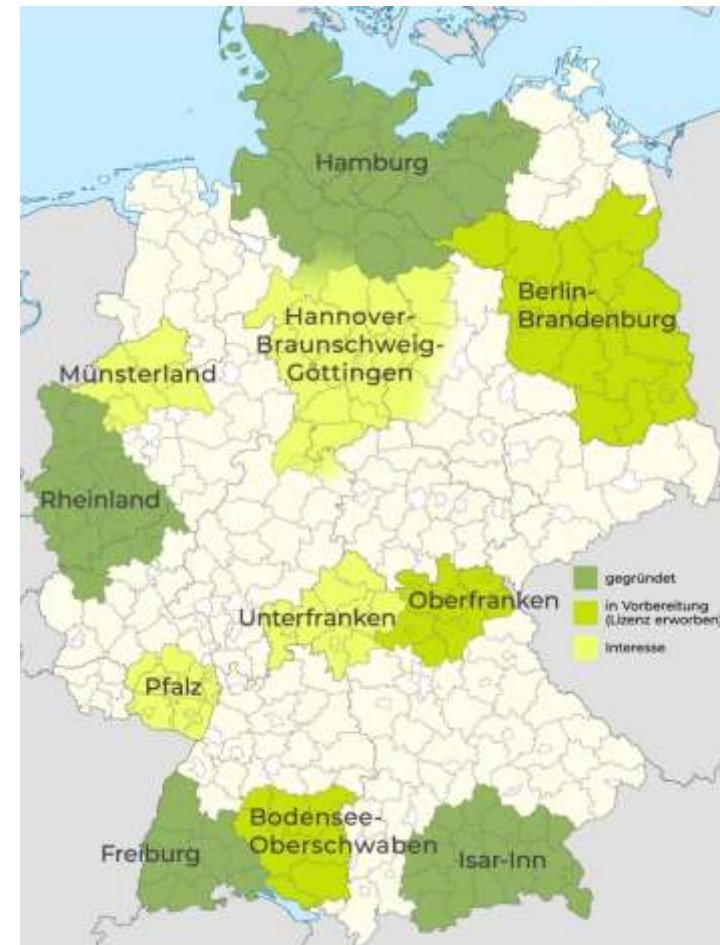 Hamburg
Berlin-
Brandenburg
Hannover-
Braunschweig-
Göttingen
Münsterland
Rheinland
gegründet
in Vorbereitung
(Lizenz erworben)
Interesse
Oberfranken
Unterfranken
Pfalz
Bodensee-
Oberschwaben
Freiburg
Isar-Inn